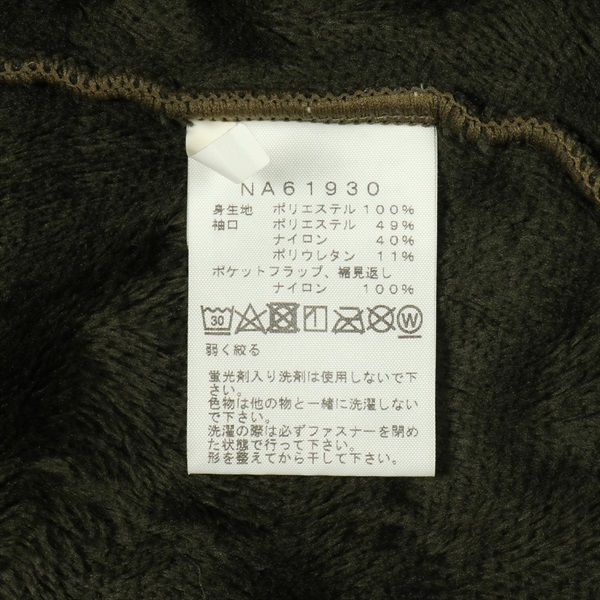 NA61930
身生地 ポリエステル 100%
袖口 ポリエステル 49%
ナイロン 40%
ポリウレタン 11%
ポケットフラップ、裾見返し
ナイロン 100%
30 W
弱く絞る
蛍光剤入り洗剤は使用しないで下
さい。
色物は他の物と一緒に洗濯しない
で下さい。
洗濯の際は必ずファスナーを閉め
た状態で行って下さい。
形を整えてから干して下さい。